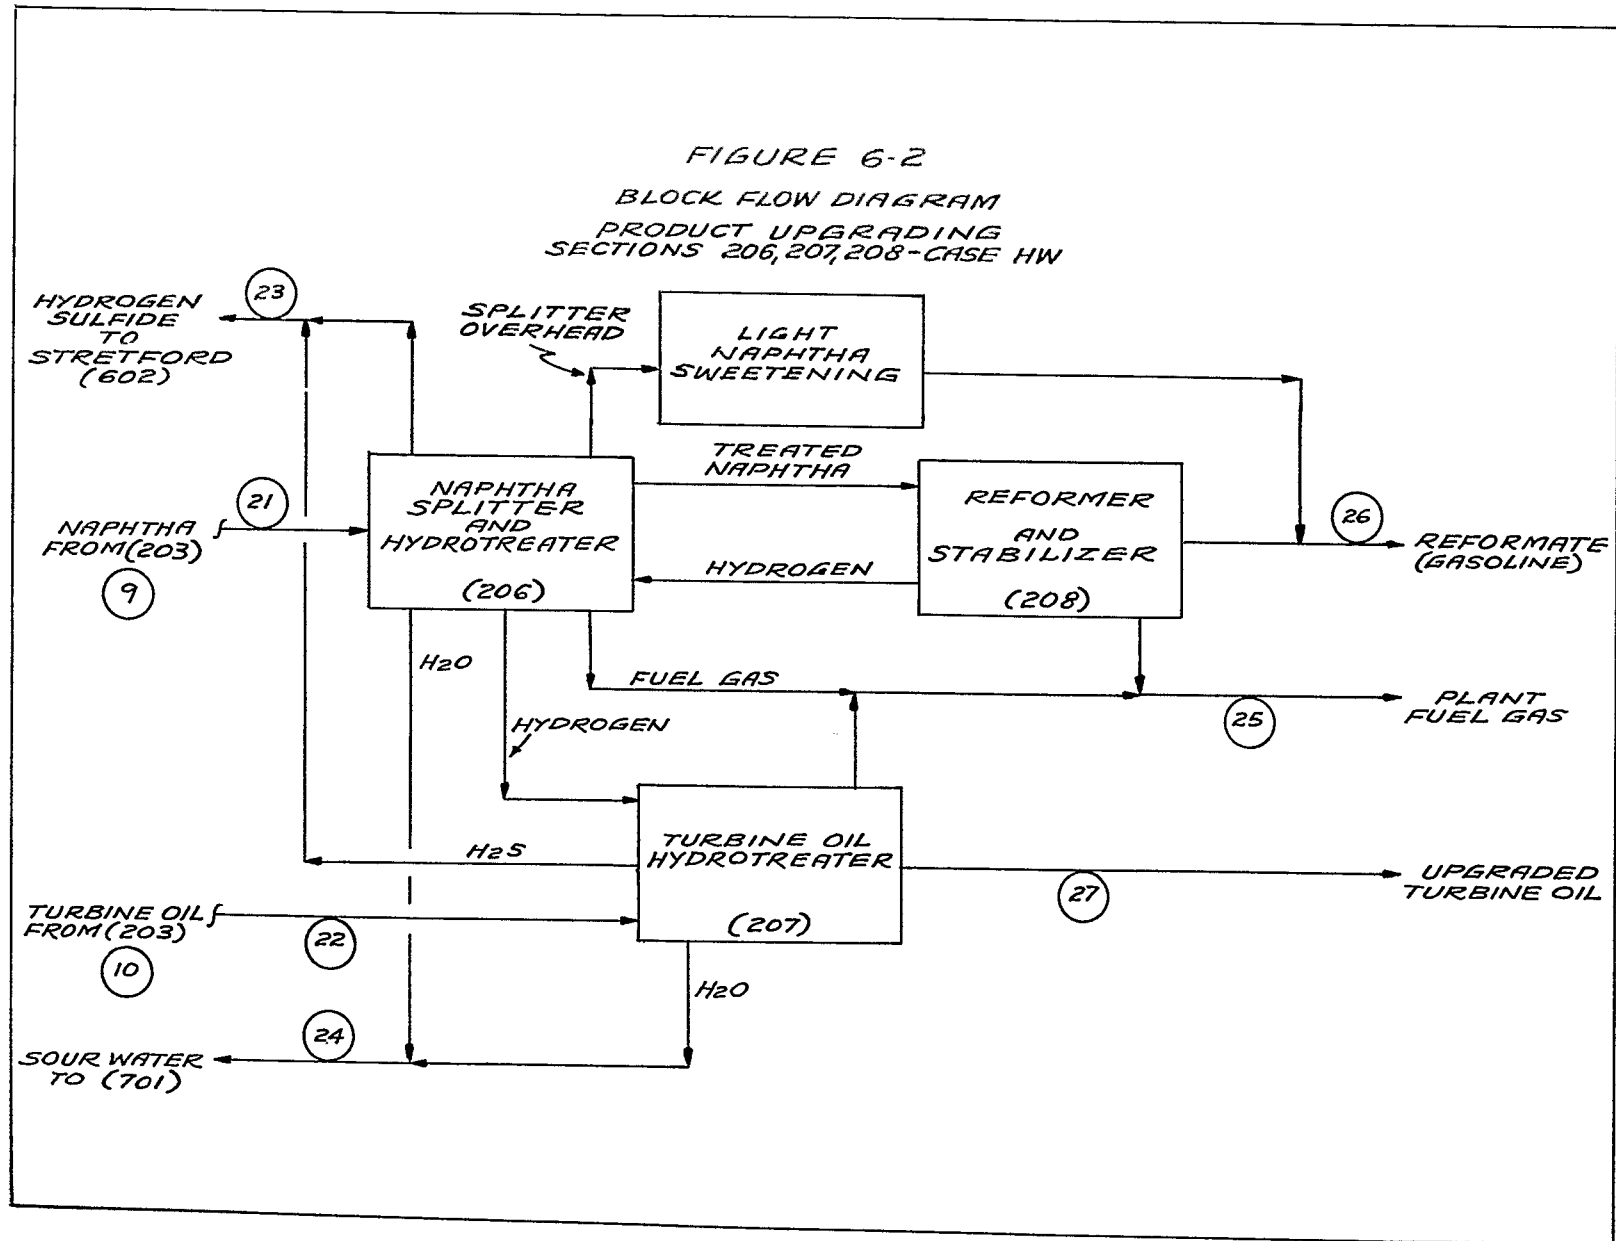 FIGURE 6-2
BLOCK FLOW DIAGRAM
PRODUCT UPGRADING
SECTIONS 206, 207, 208-CASE HW
23
HYDROGEN
SULFIDE
TO
STRETFORD
(602)
SPLITTER
OVERHEAD
LIGHT
NAPHTHA
SWEETENING
TREATED
NAPHTHA
21
NAPHTHA
FROM (203)
9
NAPHTHA
SPLITTER
AND
HYDROTREATER
(206)
HYDROGEN
REFORMER
AND
STABILIZER
(208)
26
REFORMATE
(GASOLINE)
H2O
FUEL GAS
25
PLANT
FUEL GAS
HYDROGEN
H2S
TURBINE OIL
HYDROTREATER
(207)
27
UPGRADED
TURBINE OIL
TURBINE OIL
FROM (203)
10
22
H2O
24
SOUR WATER
TO (701)